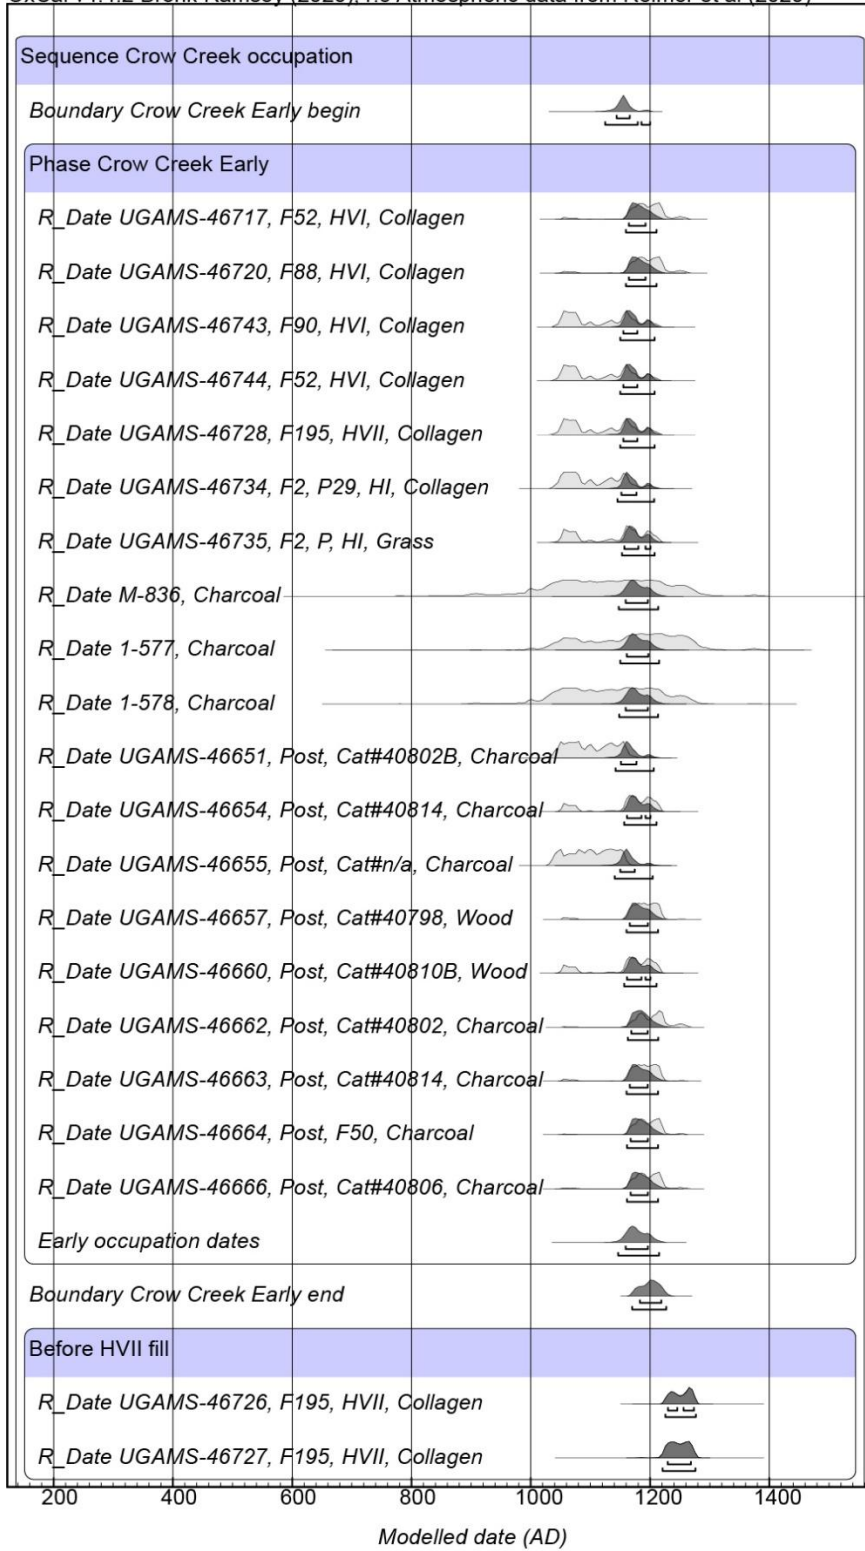 Sequence Crow Creek occupation
Boundary Crow Creek Early begin
Phase Crow Creek Early
R_Date UGAMS-46717, F52, HVI, Collagen
R_Date UGAMS-46720, F88, HVI, Collagen
R_Date UGAMS-46743, F90, HVI, Collagen
R_Date UGAMS-46744, F52, HVI, Collagen
R_Date UGAMS-46728, F195, HVII, Collagen
R_Date UGAMS-46734, F2, P29, HI, Collagen
R_Date UGAMS-46735, F2, P, HI, Grass
R_Date M-836, Charcoal
R_Date 1-577, Charcoal
R_Date 1-578, Charcoal
R_Date UGAMS-46651, Post, Cat#40802B, Charcoal
R_Date UGAMS-46654, Post, Cat#40814, Charcoal
R_Date UGAMS-46655, Post, Cat#n/a, Charcoal
R_Date UGAMS-46657, Post, Cat#40798, Wood
R_Date UGAMS-46660, Post, Cat#40810B, Wood
R_Date UGAMS-46662, Post, Cat#40802, Charcoal
R_Date UGAMS-46663, Post, Cat#40814, Charcoal
R_Date UGAMS-46664, Post, F50, Charcoal
R_Date UGAMS-46666, Post, Cat#40806, Charcoal
Early occupation dates
Boundary Crow Creek Early end
Before HVII fill
R_Date UGAMS-46726, F195, HVII, Collagen
R_Date UGAMS-46727, F195, HVII, Collagen
200 400 600 800 1000 1200 1400
Modelled date (AD)